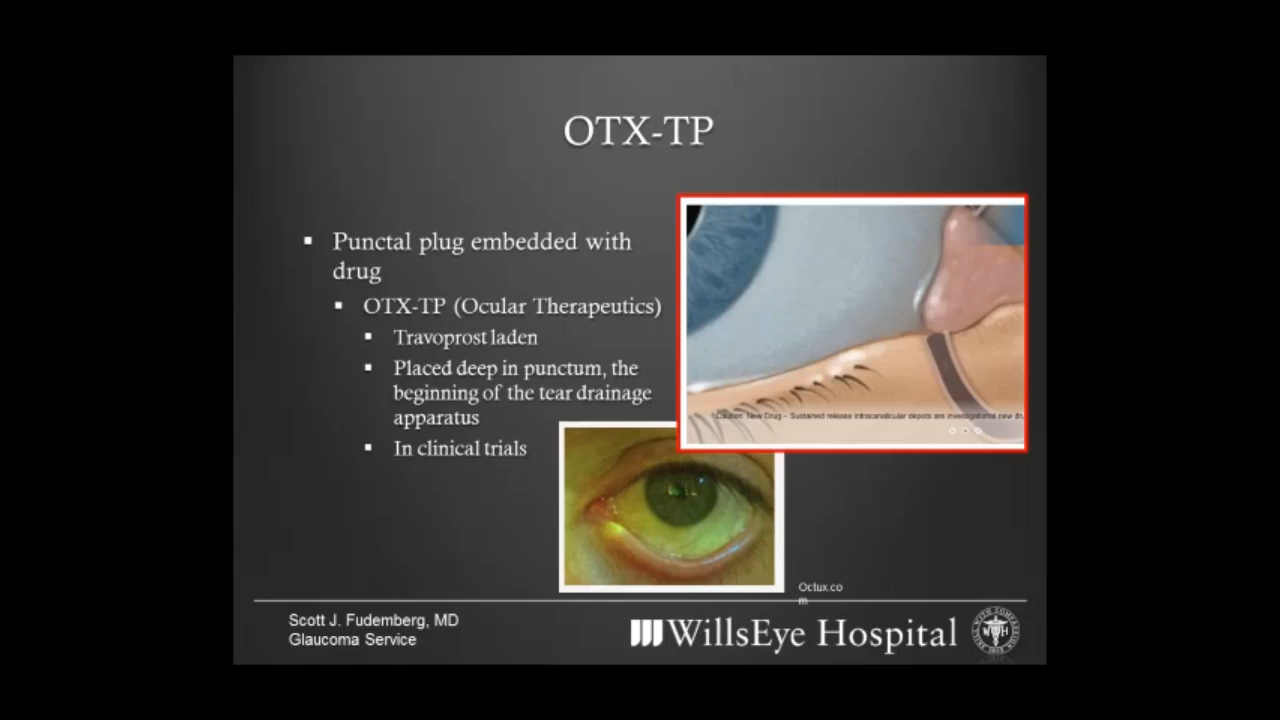 OTX-TP
▪ Punctal plug embedded with
drug
▪ OTX-TP (Ocular Therapeutics)
▪ Travoprost laden
▪ Placed deep in punctum, the
beginning of the tear drainage
apparatus
▪ In clinical trials
Caution: New Drug – Sustained release intracanalicular depots are investigational new dru
Octux.co
m
Scott J. Fudemberg, MD
Glaucoma Service
WillsEye Hospital